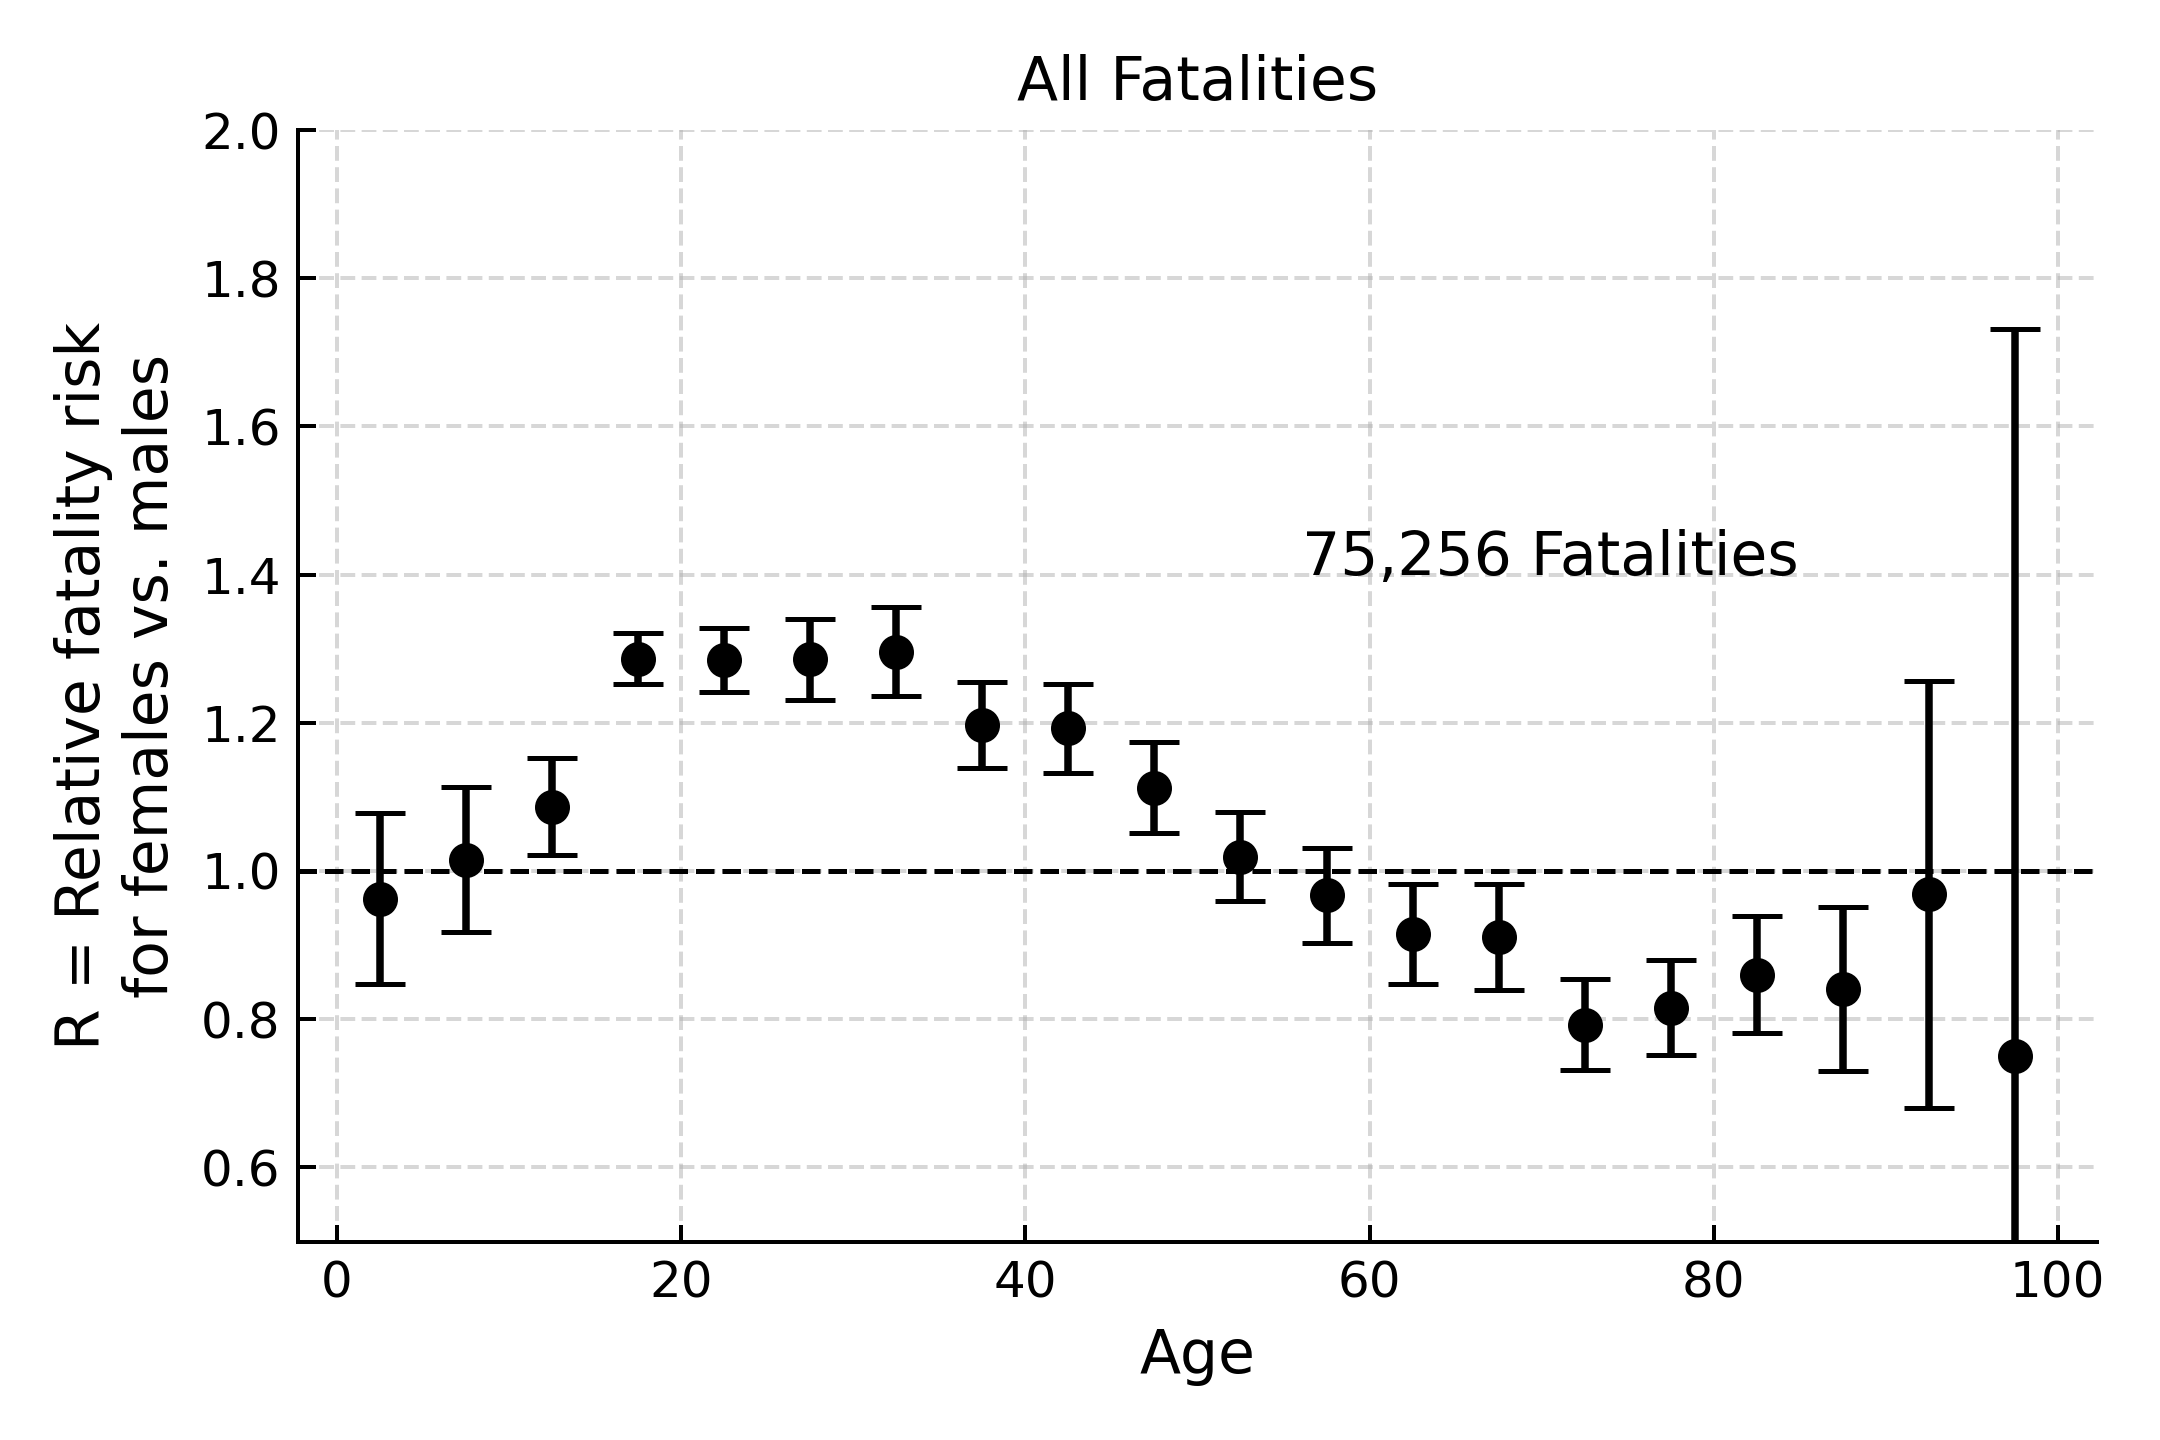 All Fatalities
R = Relative fatality risk
for females vs. males
2.0
1.8
1.6
1.4
1.2
1.0
0.8
0.6
75,256 Fatalities
0 20 40 60 80 100
Age